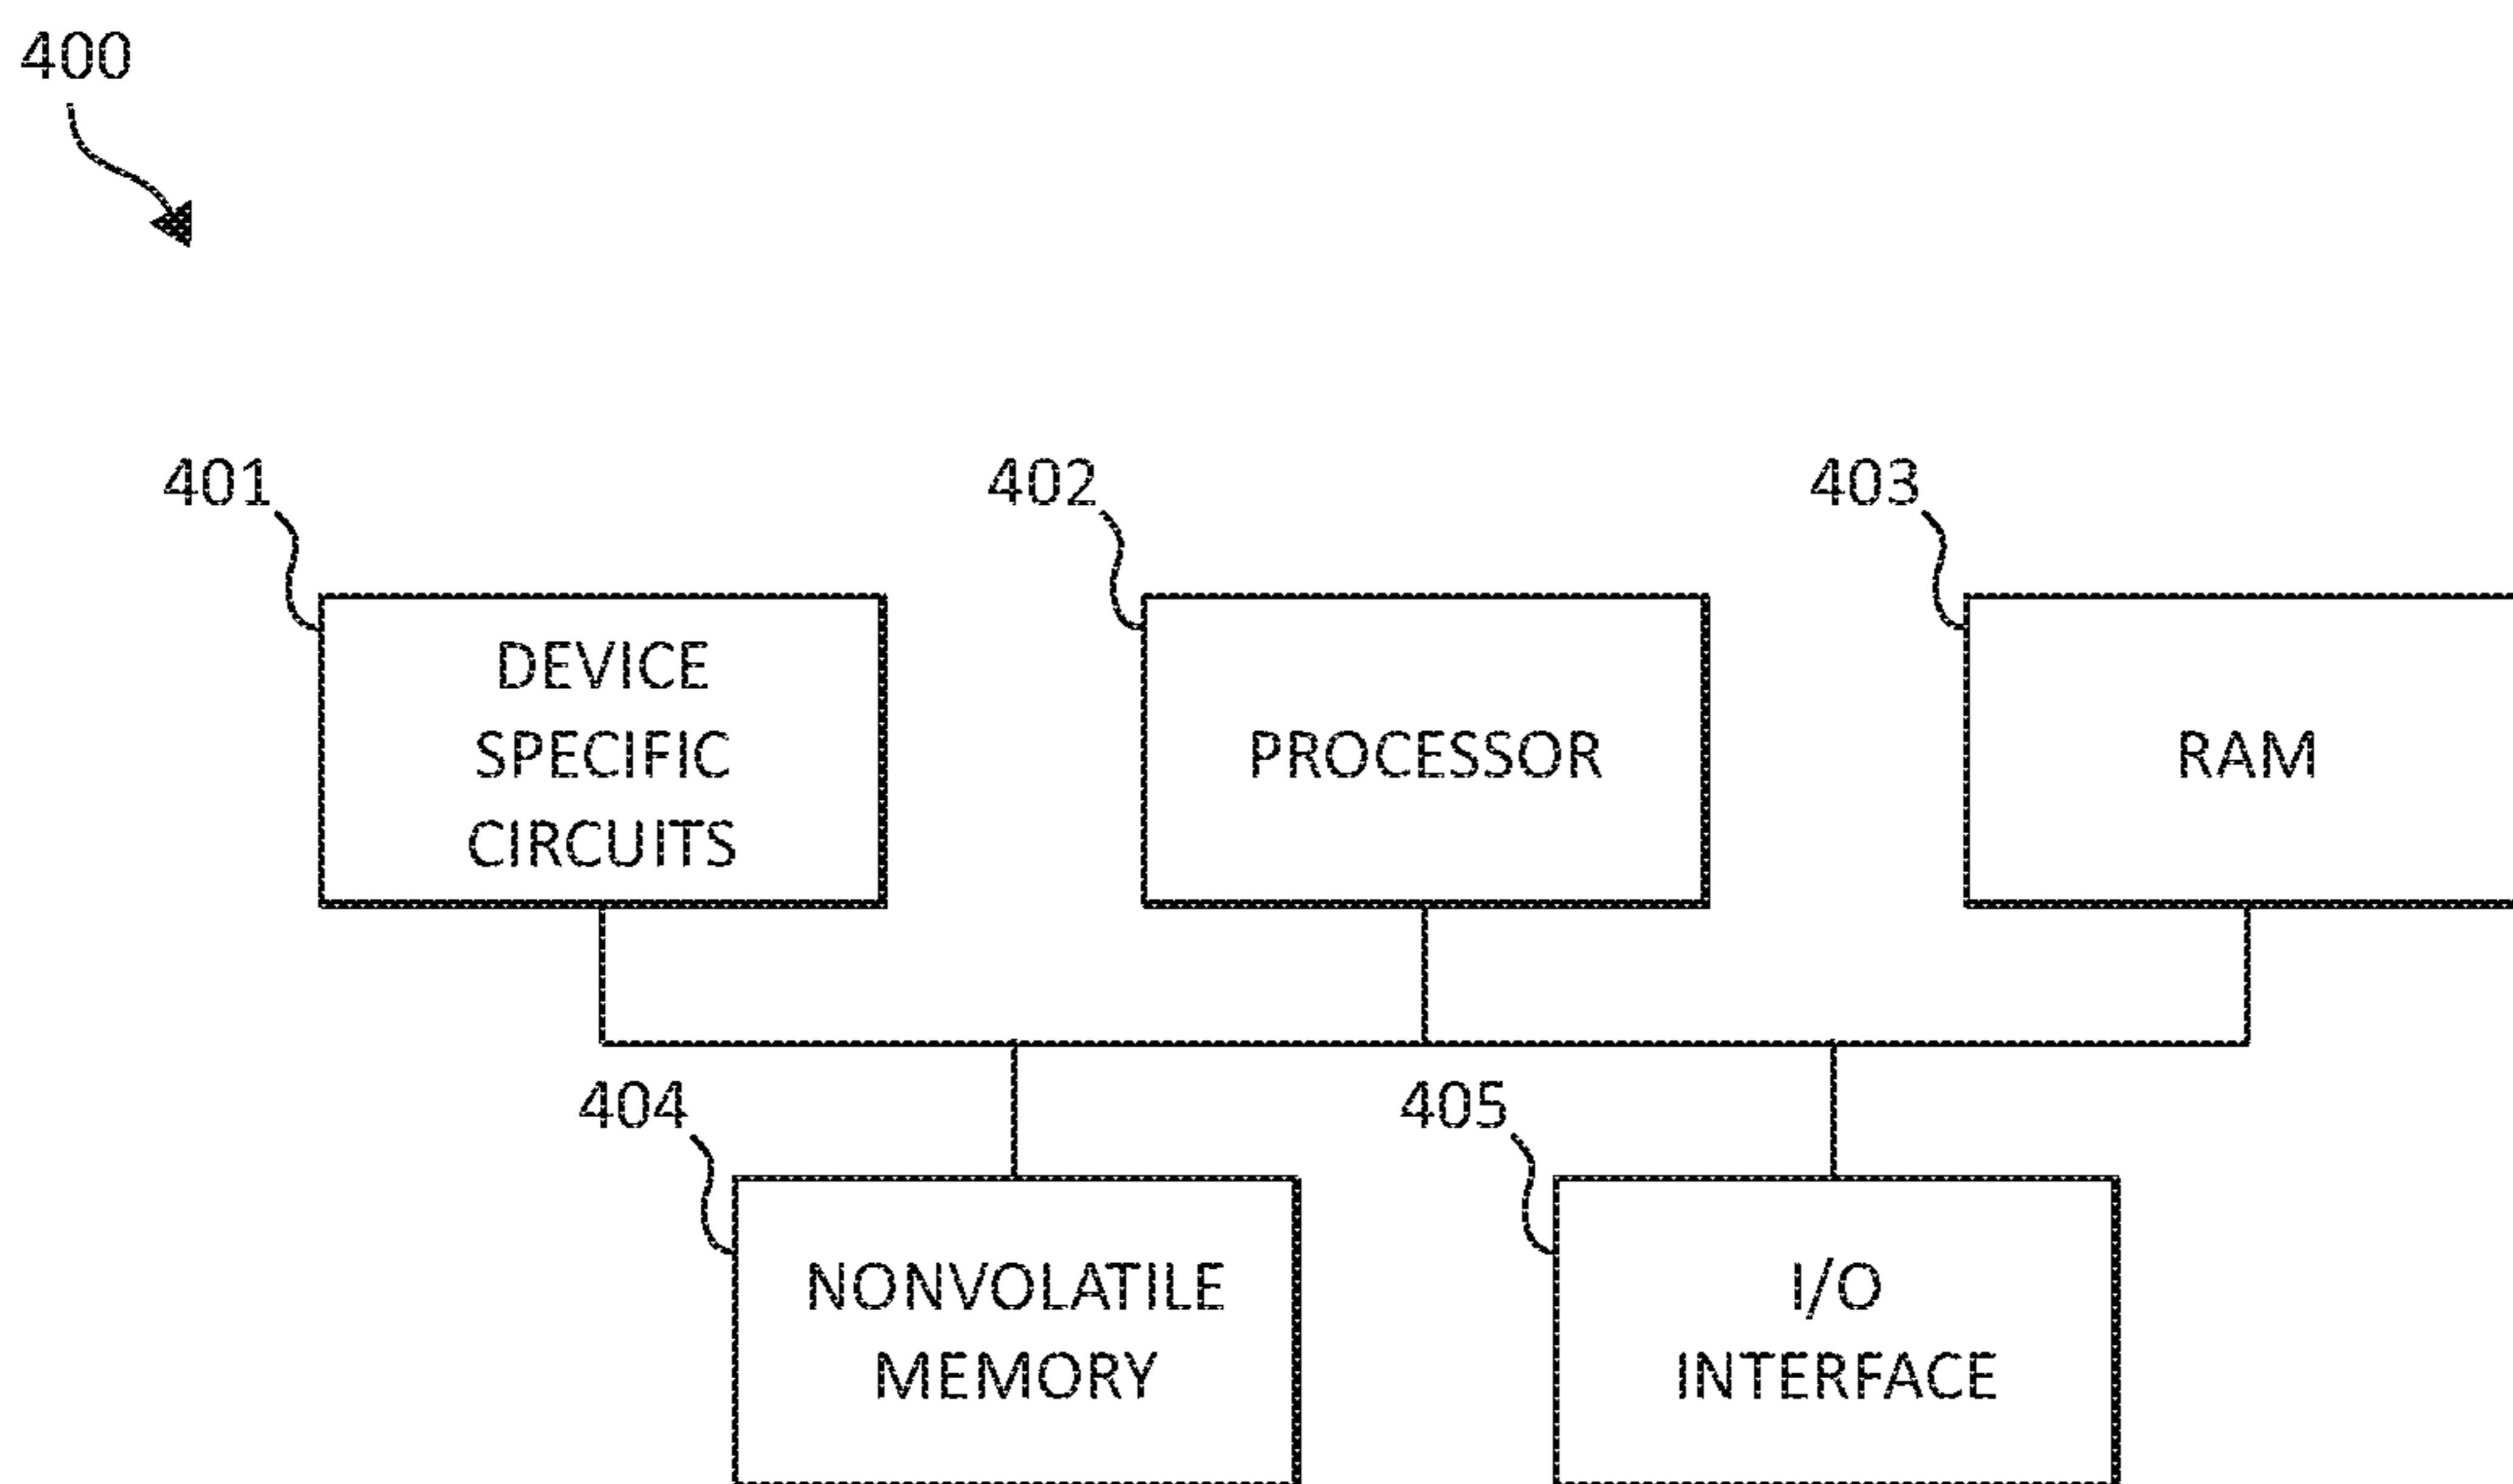 400
401
402
403
DEVICE
SPECIFIC
CIRCUITS
PROCESSOR
RAM
404
405
NONVOLATILE
MEMORY
I/O
INTERFACE